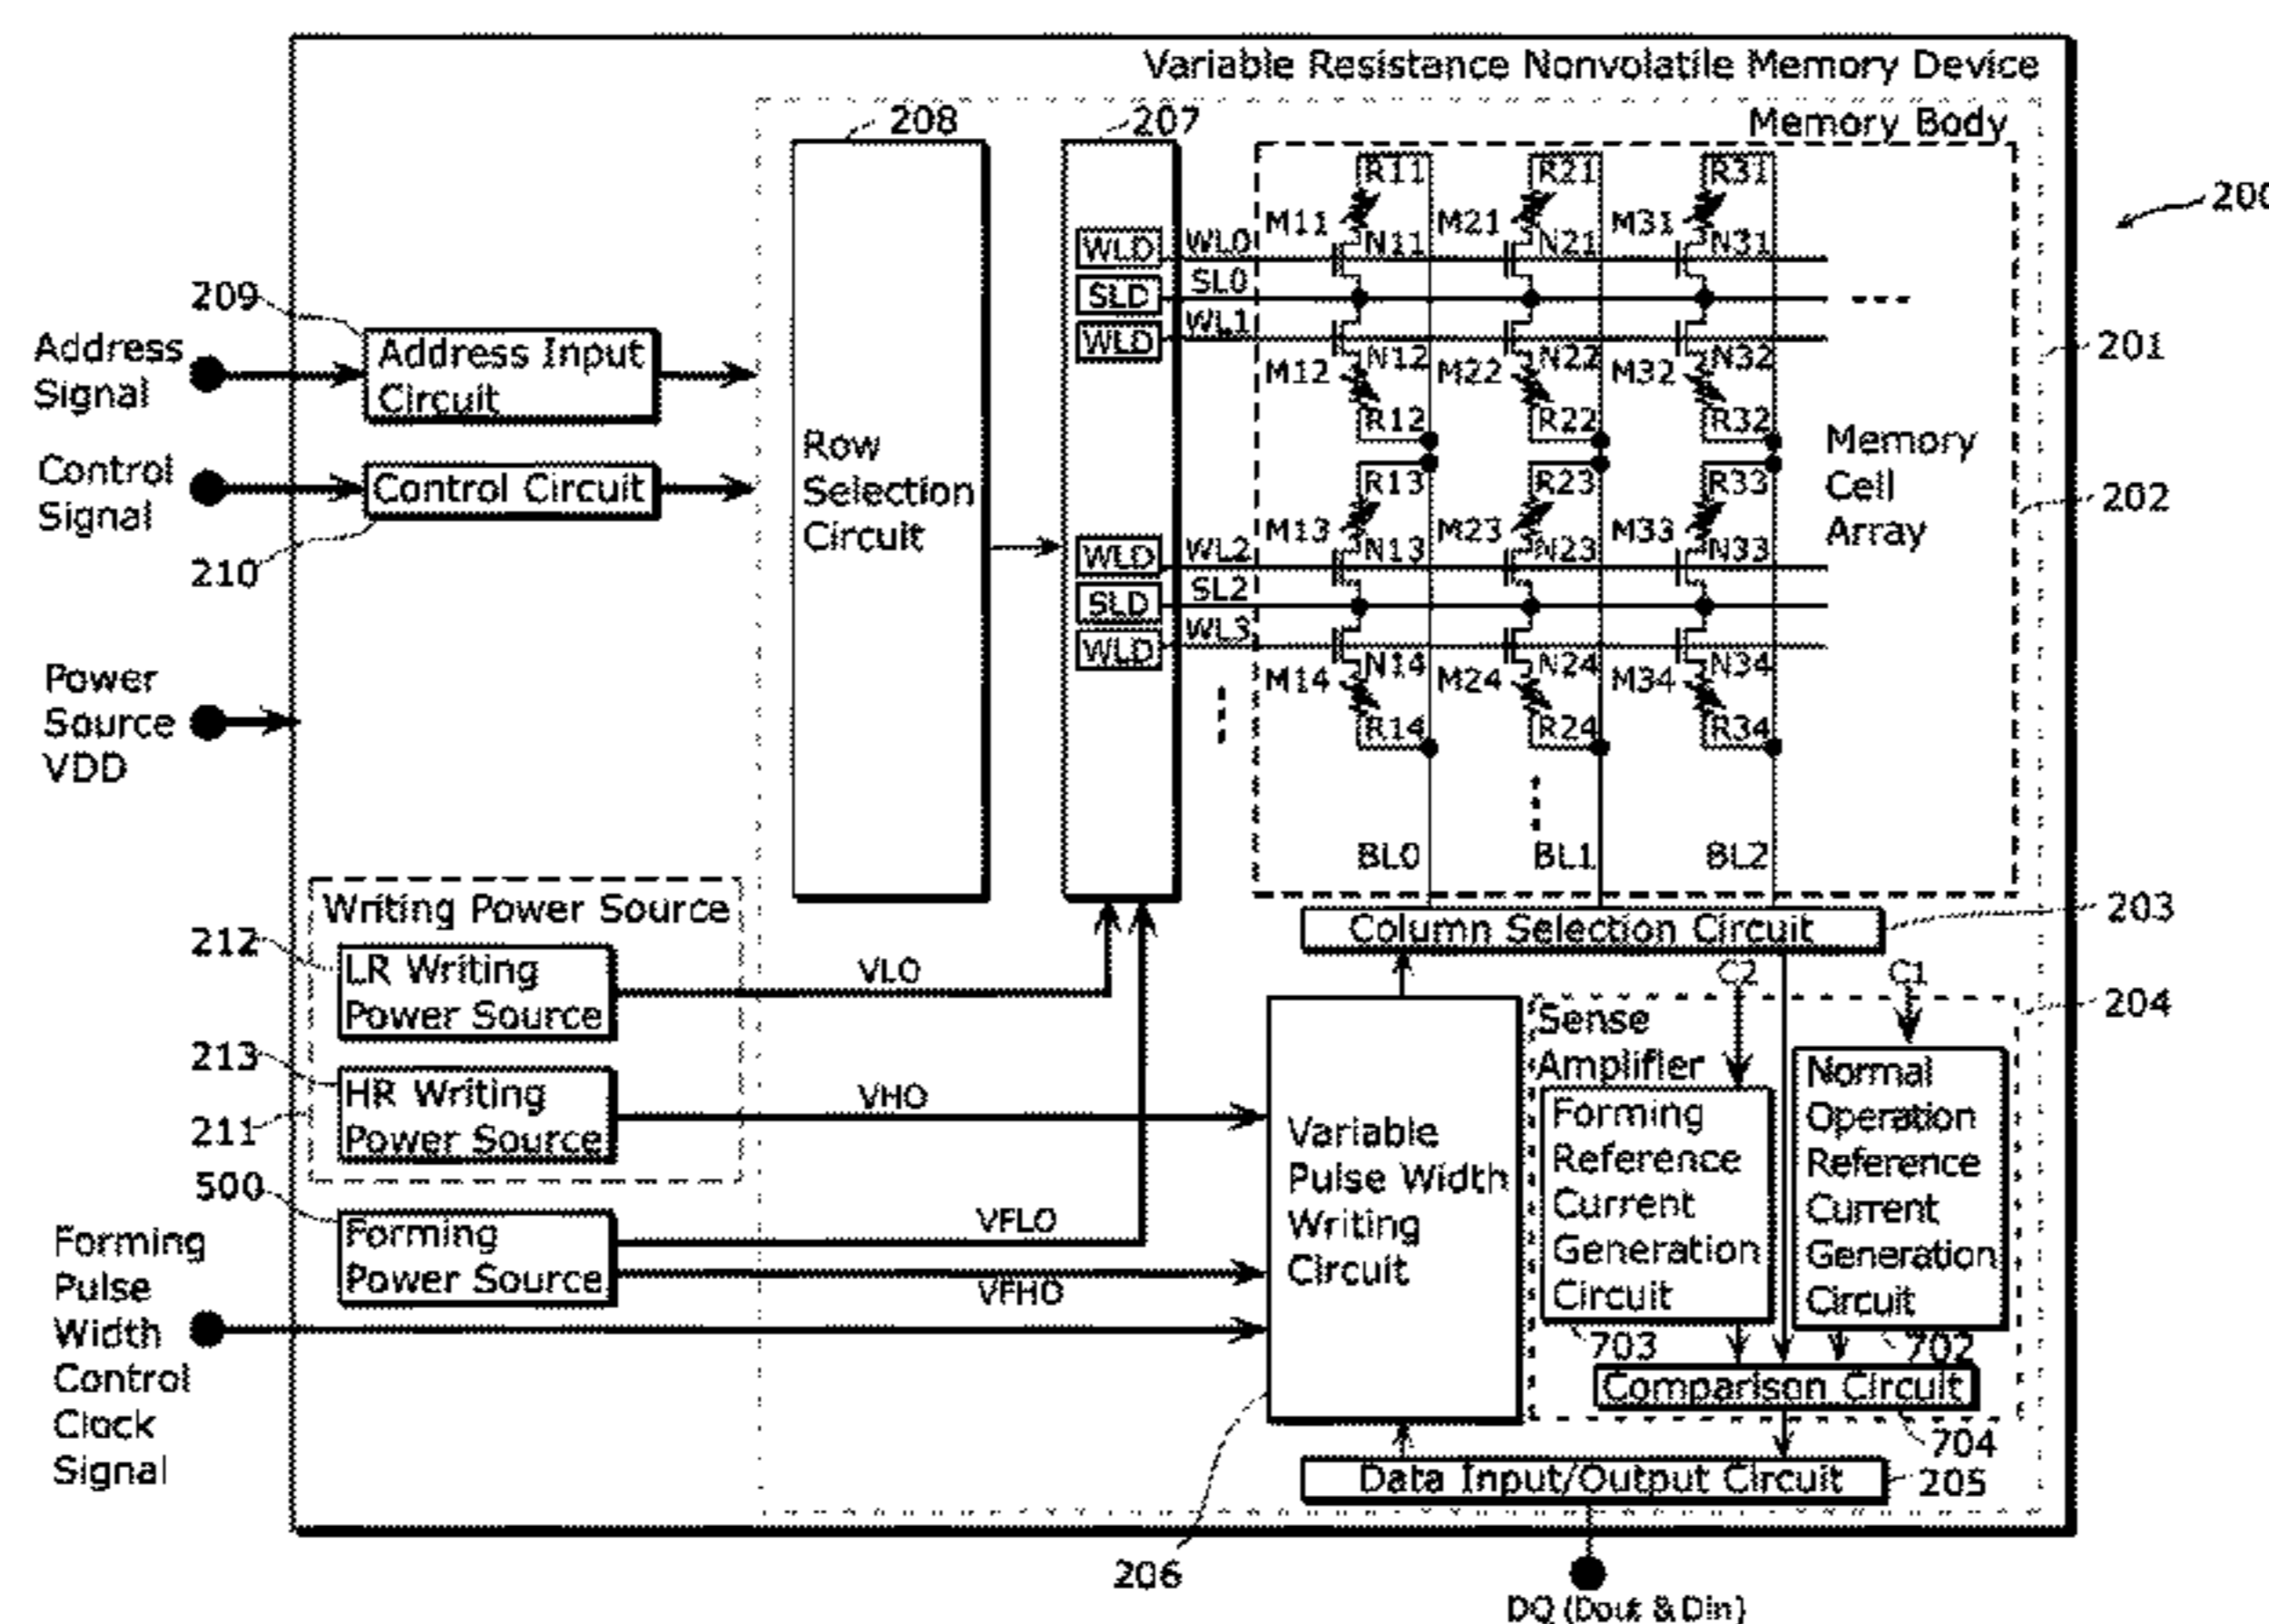 Variable Resistance Nonvolatile Memory Device
Memory Body
208
207
200
201
202
Address
Signal
209
Address Input
Circuit
Control
Signal
Control Circuit
210
Power
Source
VDD
Row
Selection
Circuit
WLD
SLD
WLD
WLD
SLD
WLD
WL0
SL0
WL1
WL2
SL2
WL3
R11
R21
R31
M11
M21
M31
N11
N21
N31
N12
N22
N32
M12
M22
M32
R12
R22
R32
R13
R23
R33
M13
M23
M33
N13
N23
N33
N14
N24
N34
M14
M24
M34
R14
R24
R34
Memory
Cell
Array
BL0
BL1
BL2
Writing Power Source
212
LR Writing
Power Source
VLO
213
HR Writing
Power Source
VHO
211
500
Forming
Power Source
VFLO
VFHO
Forming
Pulse
Width
Control
Clock
Signal
Column Selection Circuit
203
C2
C1
204
Sense
Amplifier
Variable
Pulse Width
Writing
Circuit
Forming
Reference
Current
Generation
Circuit
Normal
Operation
Reference
Current
Generation
Circuit
703
702
Comparison Circuit
704
Data Input/Output Circuit
205
206
DQ (Dout & Din)